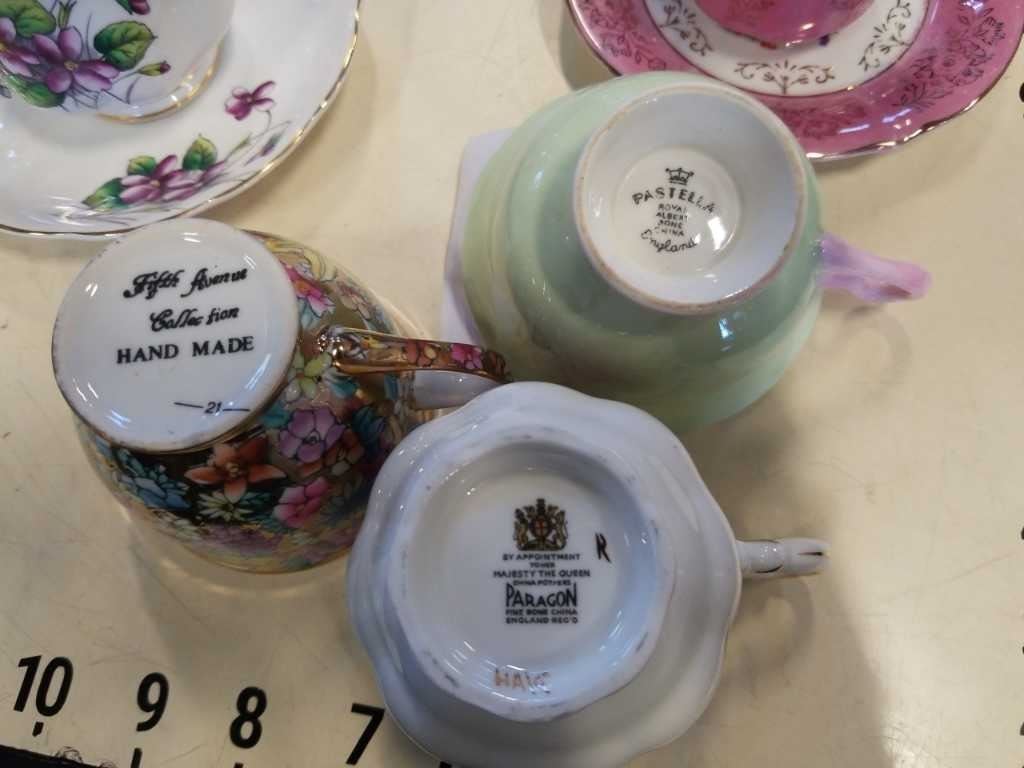 Fifth Avenue
Collection
HAND MADE
21
PASTELLA
ROYAL
ALBERT
BONE
CHINA
England
BY APPOINTMENT
TO HER
MAJESTY THE QUEEN
CHINA POTTERS
PARAGON
FINE BONE CHINA
ENGLAND REG'D
R
10 9 8 7